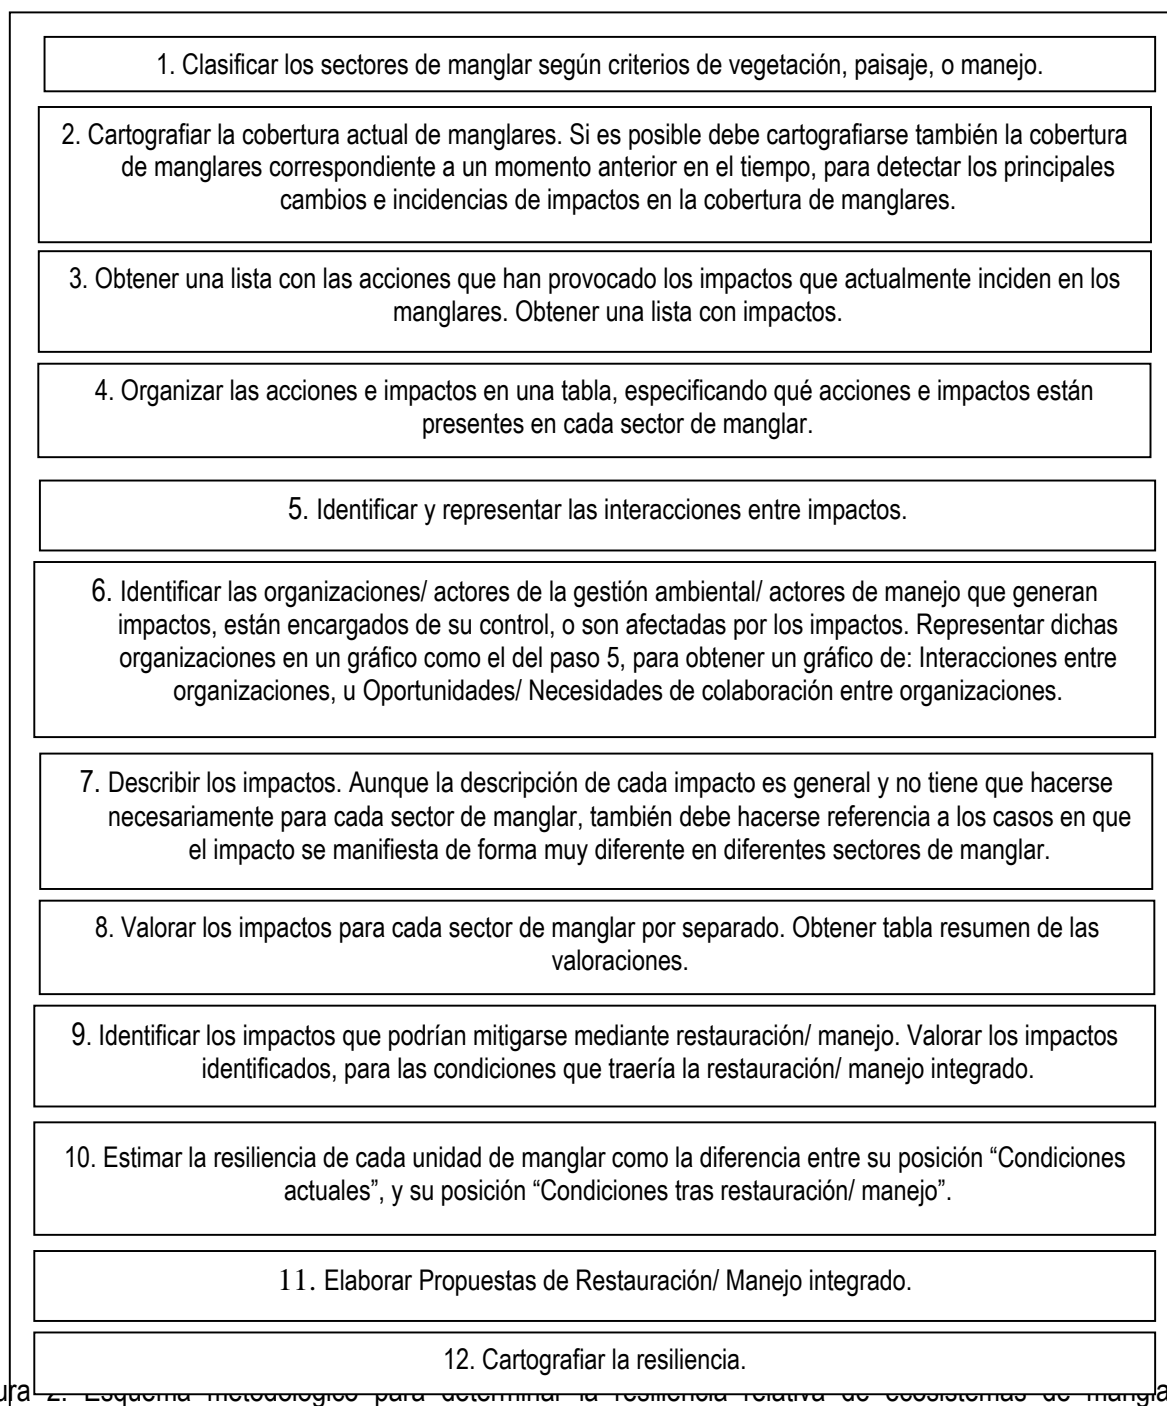 1. Clasificar los sectores de manglar según criterios de vegetación, paisaje, o manejo.
2. Cartografiar la cobertura actual de manglares. Si es posible debe cartografiarse también la cobertura
de manglares correspondiente a un momento anterior en el tiempo, para detectar los principales
cambios e incidencias de impactos en la cobertura de manglares.
3. Obtener una lista con las acciones que han provocado los impactos que actualmente inciden en los
manglares. Obtener una lista con impactos.
4. Organizar las acciones e impactos en una tabla, especificando qué acciones e impactos están
presentes en cada sector de manglar.
5. Identificar y representar las interacciones entre impactos.
6. Identificar las organizaciones/ actores de la gestión ambiental/ actores de manejo que generan
impactos, están encargados de su control, o son afectadas por los impactos. Representar dichas
organizaciones en un gráfico como el del paso 5, para obtener un gráfico de: Interacciones entre
organizaciones, u Oportunidades/ Necesidades de colaboración entre organizaciones.
7. Describir los impactos. Aunque la descripción de cada impacto es general y no tiene que hacerse
necesariamente para cada sector de manglar, también debe hacerse referencia a los casos en que
el impacto se manifiesta de forma muy diferente en diferentes sectores de manglar.
8. Valorar los impactos para cada sector de manglar por separado. Obtener tabla resumen de las
valoraciones.
9. Identificar los impactos que podrían mitigarse mediante restauración/ manejo. Valorar los impactos
identificados, para las condiciones que traería la restauración/ manejo integrado.
10. Estimar la resiliencia de cada unidad de manglar como la diferencia entre su posición “Condiciones
actuales”, y su posición “Condiciones tras restauración/ manejo”.
11. Elaborar Propuestas de Restauración/ Manejo integrado.
12. Cartografiar la resiliencia.
ura 2. Esquema metodológico para determinar la resiliencia relativa de ecosistemas de mangla